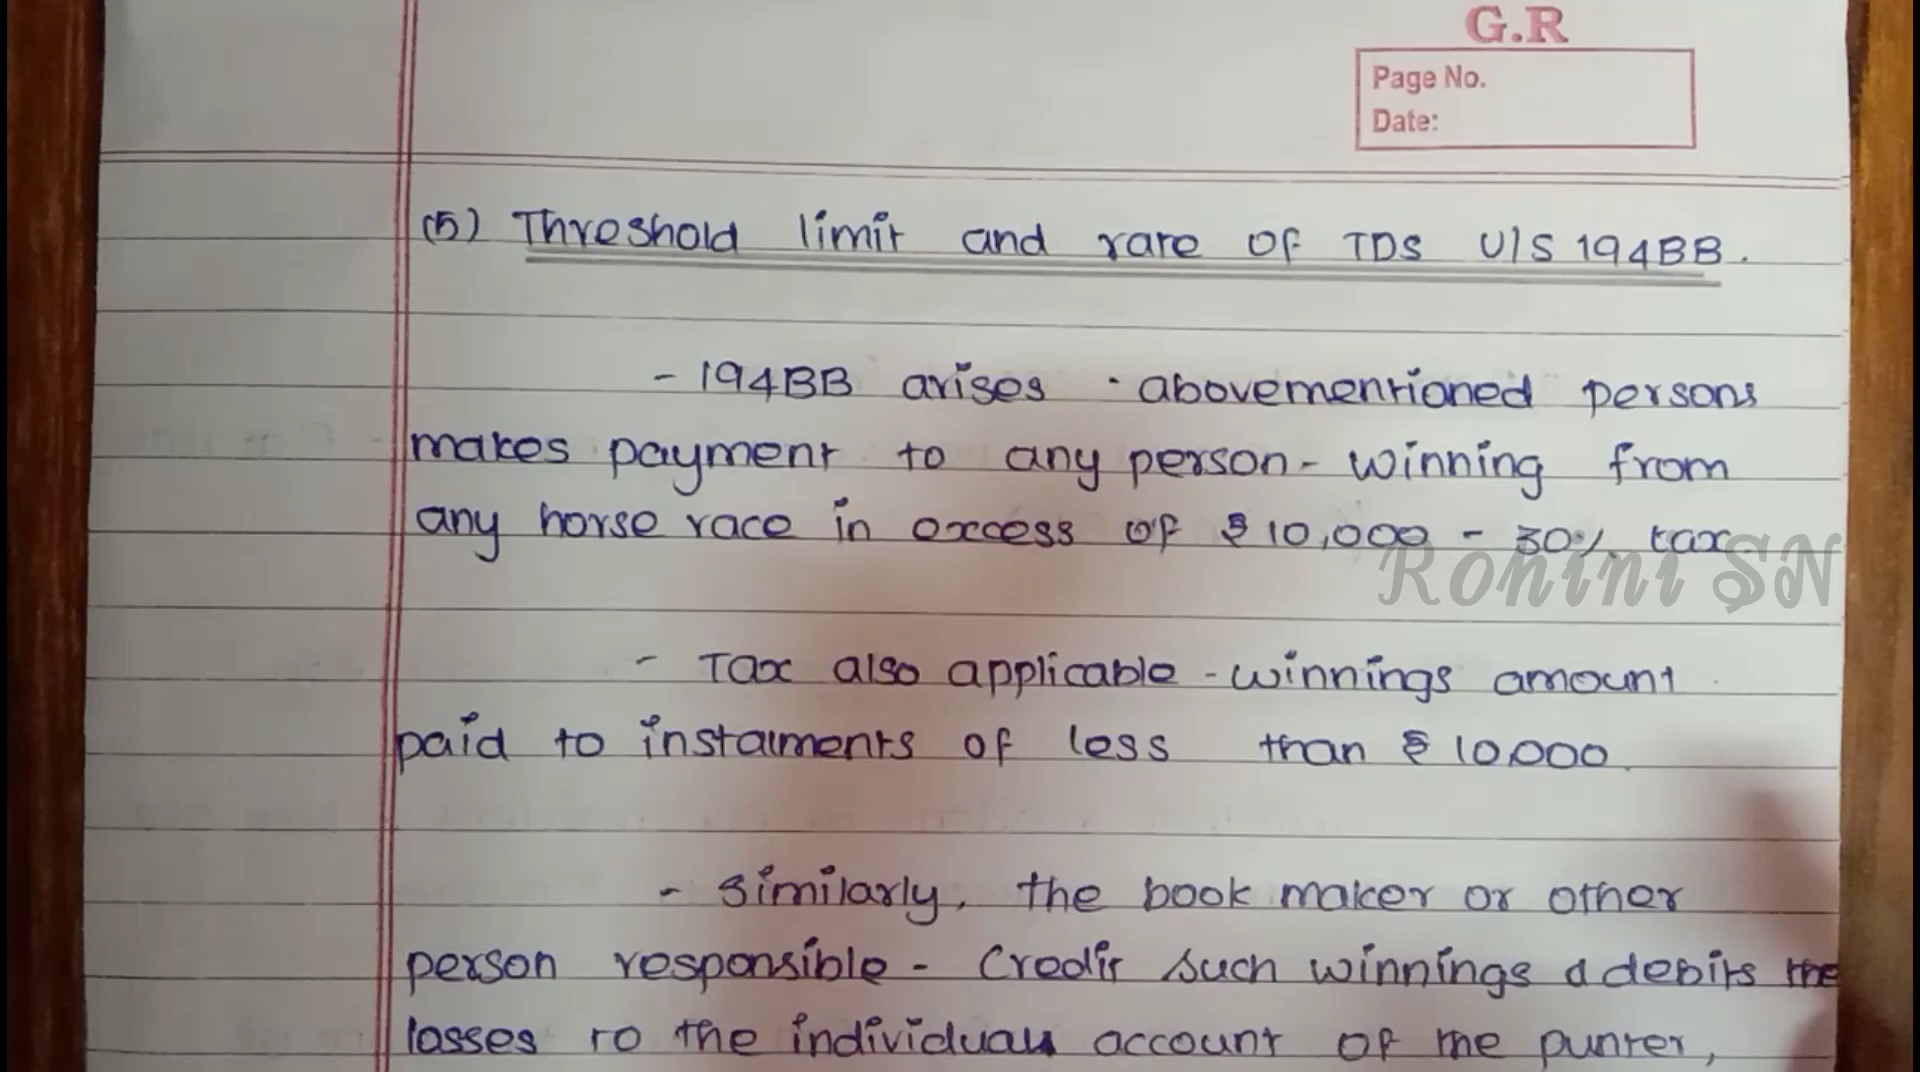 G.R
Page No.
Date:
(5) Threshold limit and rate of TDS U/S 194BB.
- 194BB arises - abovementioned persons
makes payment to any person - winning from
any horse race in excess of ₹ 10,000 - 30% tax.
Rohini SN
- Tax also applicable - winnings amount
paid to instalments of less than ₹ 10,000.
- Similarly, the book maker or other
person responsible - credit such winnings & debits the
losses to the individual account of the punter,